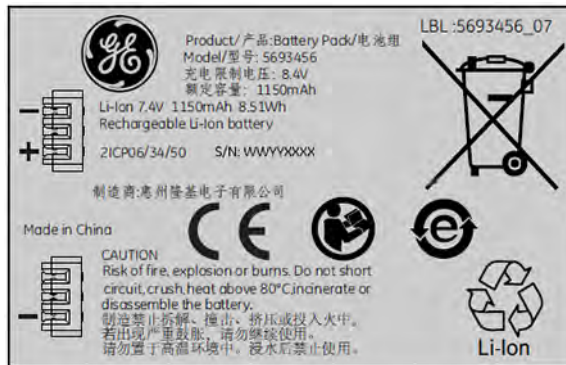 GE
Product/ 产品:Battery Pack/电池组
LBL :5693456_07
Model/型号: 5693456
充电限制电压: 8.4V
额定容量: 1150mAh
Li-Ion 7.4V 1150mAh 8.51Wh
Rechargeable Li-Ion battery
2ICP06/34/50 S/N: WWYYXXXX
制造商:惠州隆基电子有限公司
Made in China
CE
e
CAUTION
Risk of fire, explosion or burns. Do not short
circuit,crush,heat above 80°C,incinerate or
disassemble the battery.
制造禁止拆解、撞击、挤压或投入火中。
若出现严重鼓胀，请勿继续使用。
请勿置于高温环境中。浸水后禁止使用。
Li-Ion